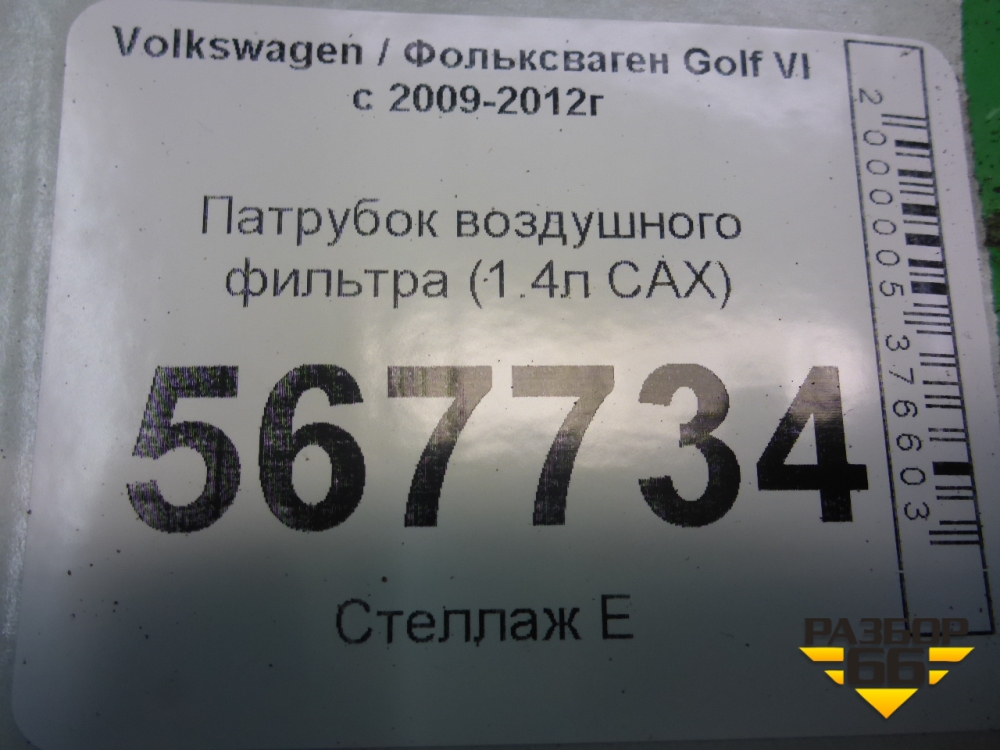 Volkswagen / Фольксваген Golf VI
с 2009-2012г
Патрубок воздушного
фильтра (1.4л CAX)
567734
Стеллаж Е
2000005376603
РАЗБОР
66